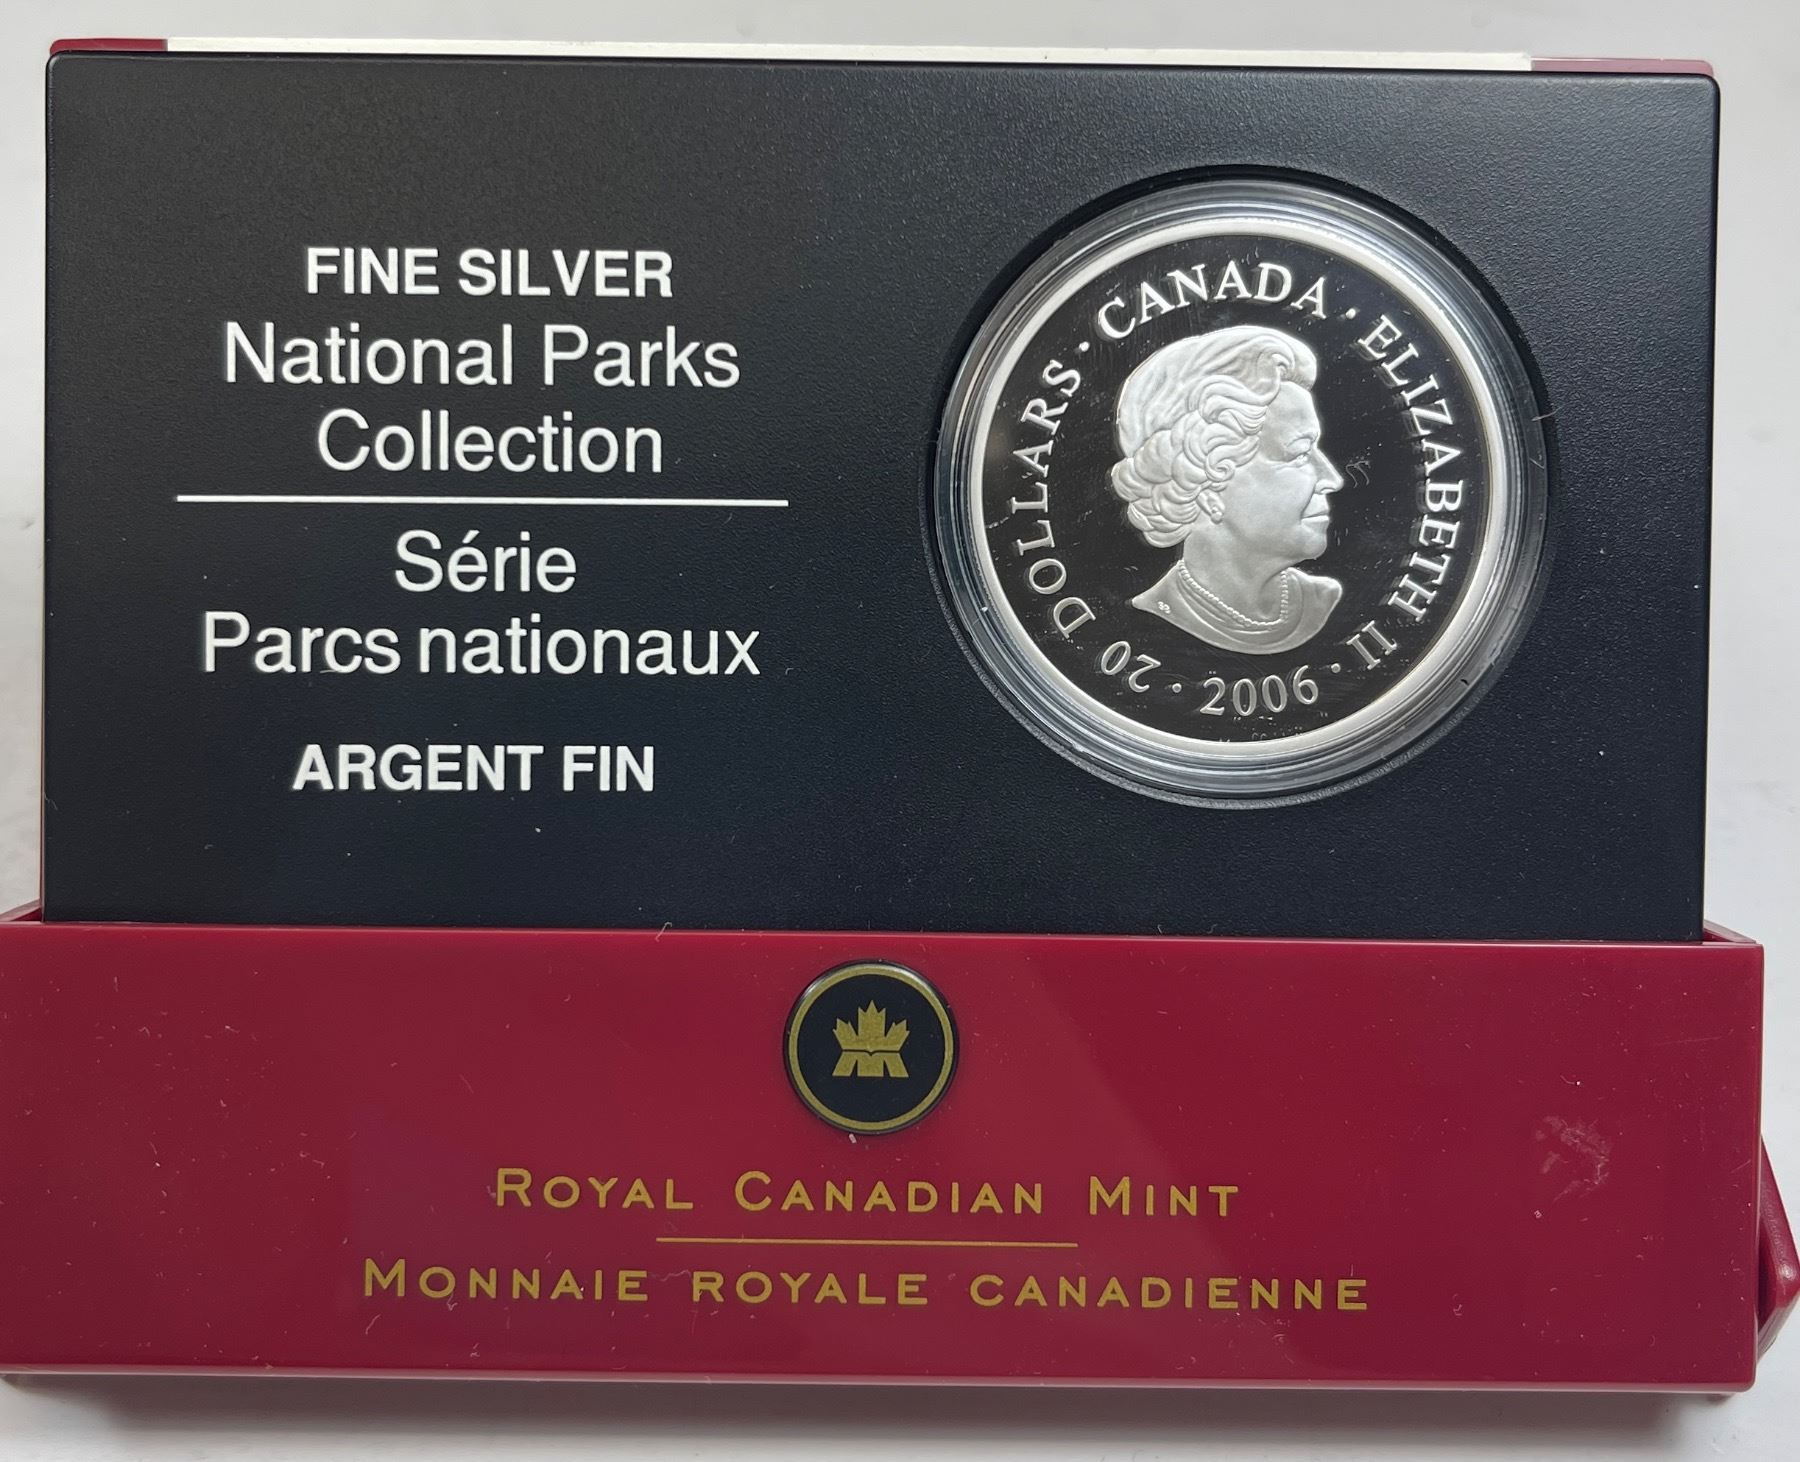 FINE SILVER
National Parks
Collection
Série
Parcs nationaux
ARGENT FIN
20 DOLLARS · CANADA · ELIZABETH II · 2006 ·
ROYAL CANADIAN MINT
MONNAIE ROYALE CANADIENNE